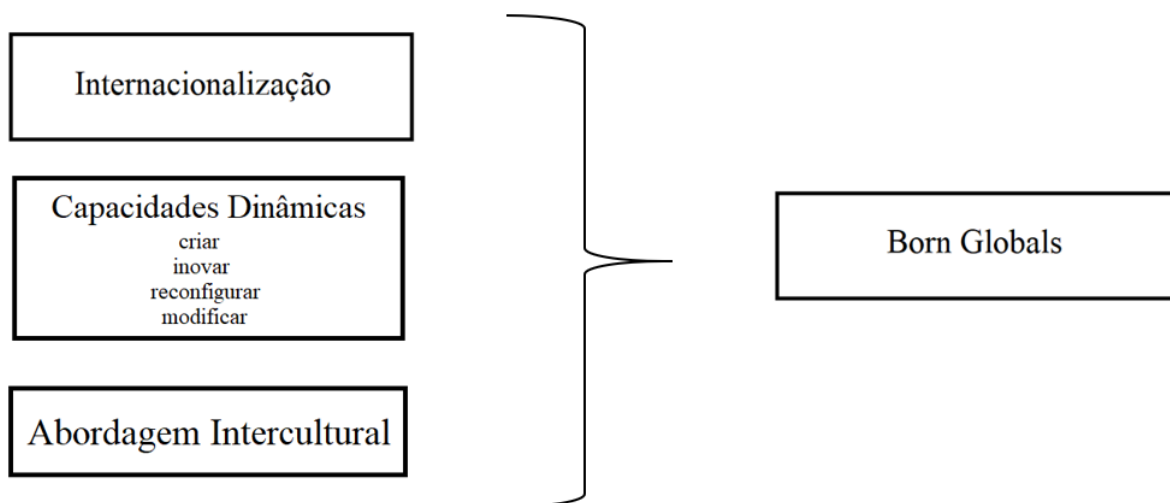 Internacionalização
Capacidades Dinâmicas
criar
inovar
reconfigurar
modificar
Abordagem Intercultural
Born Globals